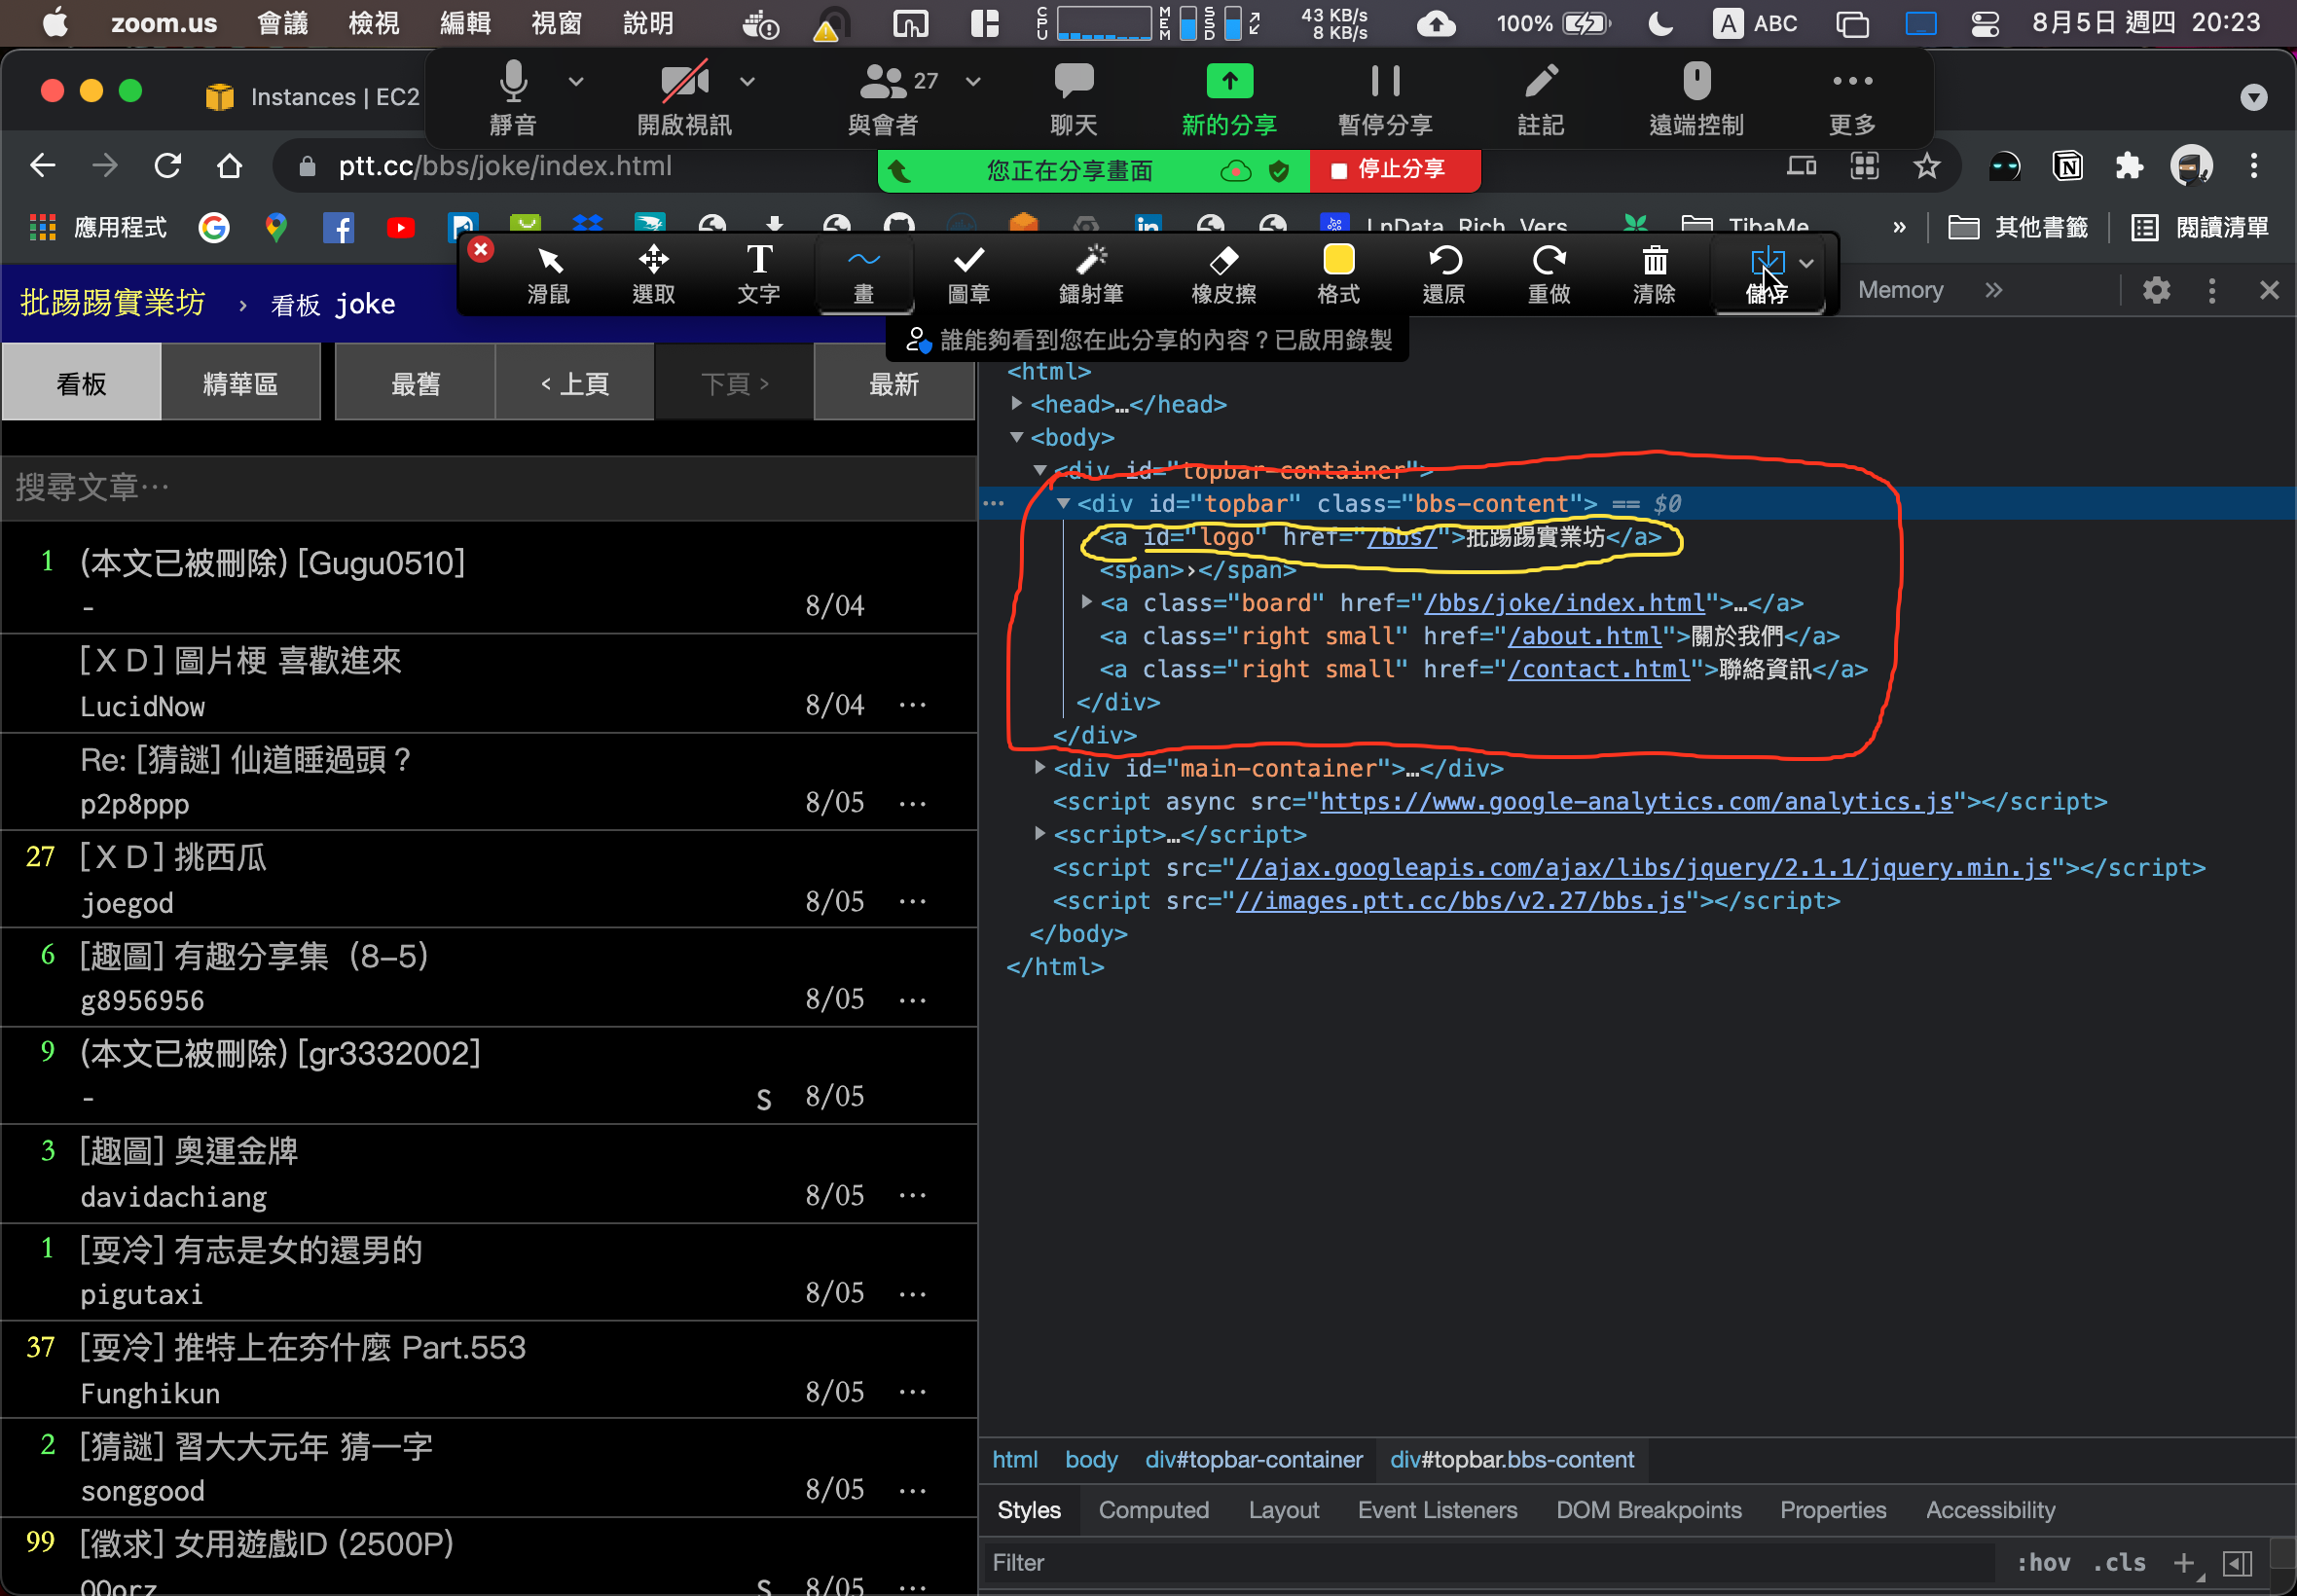 zoom.us 會議 檢視 編輯 視窗 說明 CPU MEM SSD 43 KB/s 8 KB/s 100% A ABC 8月5日 週四 20:23
Instances | EC2
靜音 開啟視訊 27 與會者 聊天 新的分享 暫停分享 註記 遠端控制 更多
ptt.cc/bbs/joke/index.html
您正在分享畫面 停止分享
應用程式 LnData Rich Vers TibaMe » 其他書籤 閱讀清單
滑鼠 選取 文字 畫 圖章 鐳射筆 橡皮擦 格式 還原 重做 清除 儲存
Memory »
批踢踢實業坊 › 看板 joke
誰能夠看到您在此分享的內容？已啟用錄製
看板 精華區 最舊 ‹ 上頁 下頁 › 最新
搜尋文章⋯
1 (本文已被刪除) [Gugu0510]
- 8/04
[ＸＤ] 圖片梗 喜歡進來
LucidNow 8/04 ⋯
Re: [猜謎] 仙道睡過頭？
p2p8ppp 8/05 ⋯
27 [ＸＤ] 挑西瓜
joegod 8/05 ⋯
6 [趣圖] 有趣分享集（8–5）
g8956956 8/05 ⋯
9 (本文已被刪除) [gr3332002]
- S 8/05
3 [趣圖] 奧運金牌
davidachiang 8/05 ⋯
1 [耍冷] 有志是女的還男的
pigutaxi 8/05 ⋯
37 [耍冷] 推特上在夯什麼 Part.553
Funghikun 8/05 ⋯
2 [猜謎] 習大大元年 猜一字
songgood 8/05 ⋯
99 [徵求] 女用遊戲ID (2500P)
OOorz S 8/05 ⋯
<html>
<head>…</head>
<body>
<div id="topbar-container">
<div id="topbar" class="bbs-content"> == $0
<a id="logo" href="/bbs/">批踢踢實業坊</a>
<span>›</span>
<a class="board" href="/bbs/joke/index.html">…</a>
<a class="right small" href="/about.html">關於我們</a>
<a class="right small" href="/contact.html">聯絡資訊</a>
</div>
</div>
<div id="main-container">…</div>
<script async src="https://www.google-analytics.com/analytics.js"></script>
<script>…</script>
<script src="//ajax.googleapis.com/ajax/libs/jquery/2.1.1/jquery.min.js"></script>
<script src="//images.ptt.cc/bbs/v2.27/bbs.js"></script>
</body>
</html>
html body div#topbar-container div#topbar.bbs-content
Styles Computed Layout Event Listeners DOM Breakpoints Properties Accessibility
Filter :hov .cls +